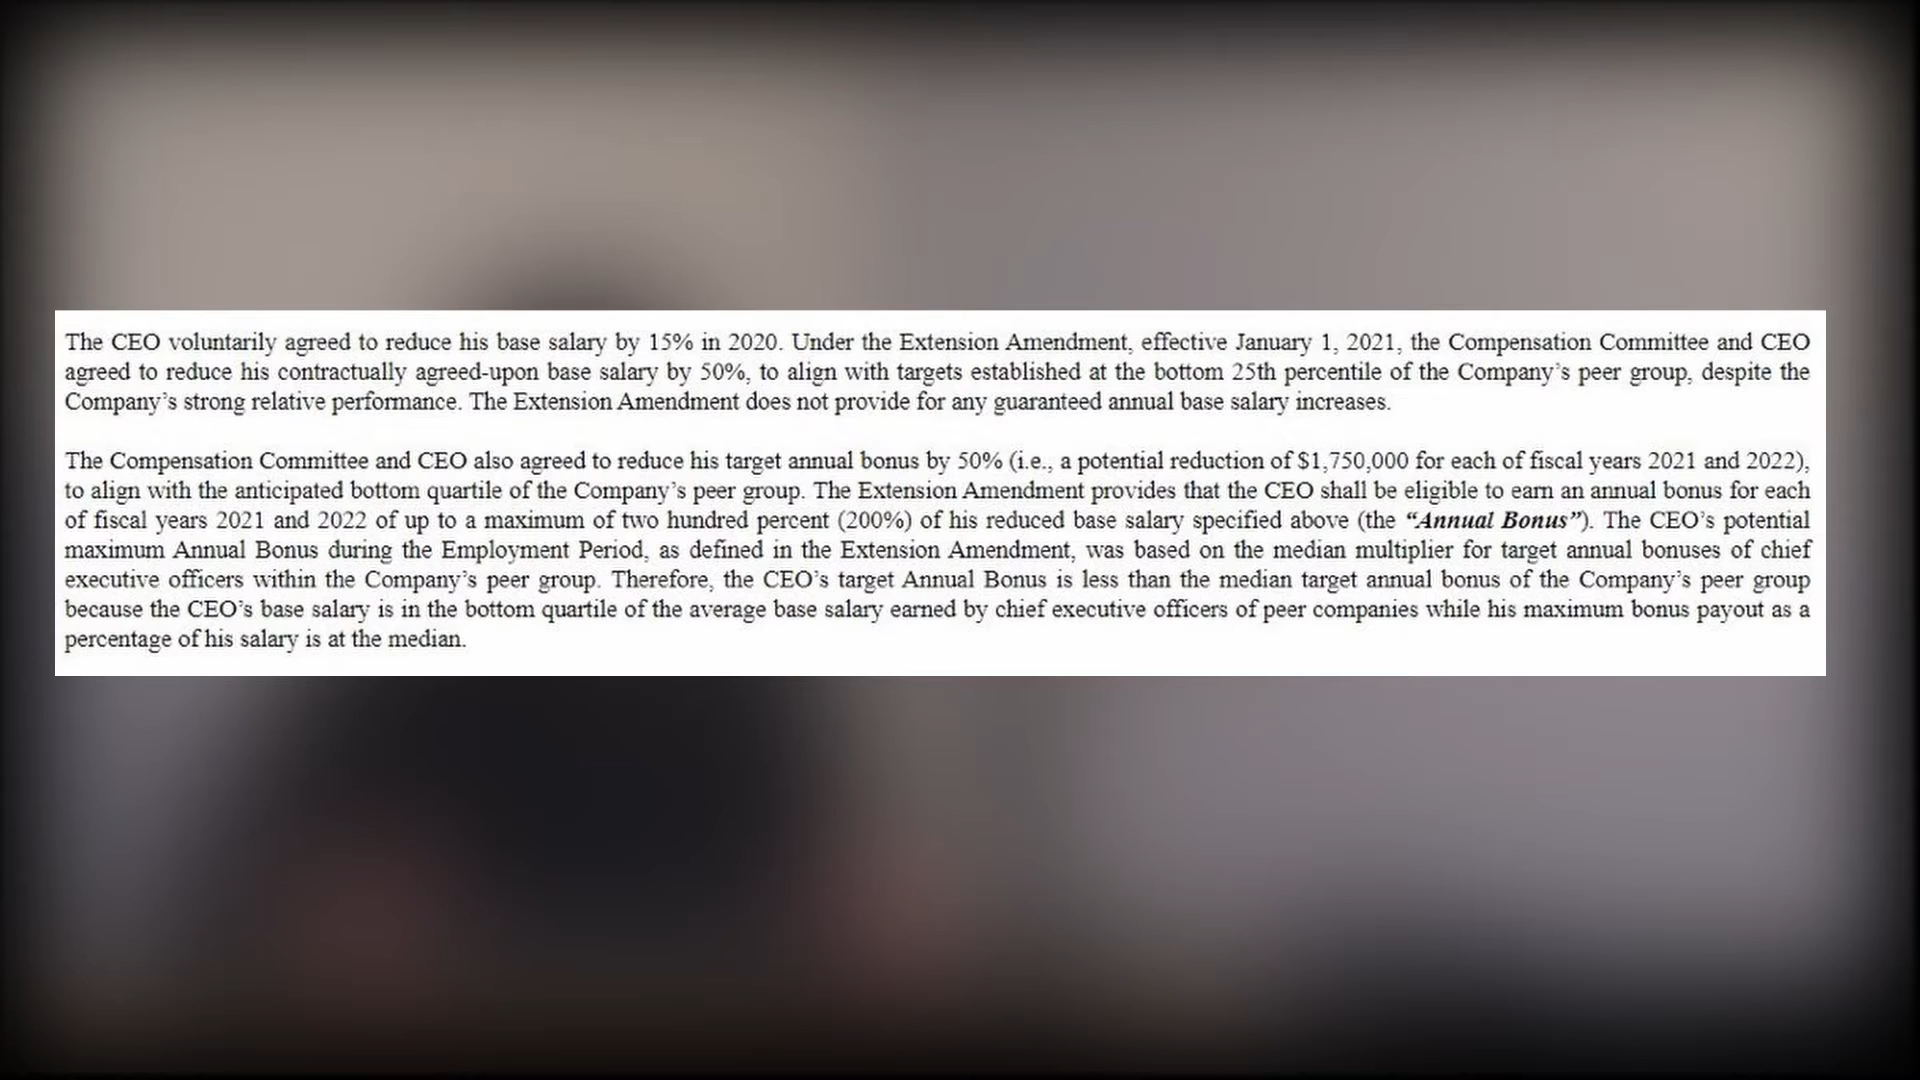 The CEO voluntarily agreed to reduce his base salary by 15% in 2020. Under the Extension Amendment, effective January 1, 2021, the Compensation Committee and CEO
agreed to reduce his contractually agreed-upon base salary by 50%, to align with targets established at the bottom 25th percentile of the Company’s peer group, despite the
Company’s strong relative performance. The Extension Amendment does not provide for any guaranteed annual base salary increases.
The Compensation Committee and CEO also agreed to reduce his target annual bonus by 50% (i.e., a potential reduction of $1,750,000 for each of fiscal years 2021 and 2022),
to align with the anticipated bottom quartile of the Company’s peer group. The Extension Amendment provides that the CEO shall be eligible to earn an annual bonus for each
of fiscal years 2021 and 2022 of up to a maximum of two hundred percent (200%) of his reduced base salary specified above (the “Annual Bonus”). The CEO’s potential
maximum Annual Bonus during the Employment Period, as defined in the Extension Amendment, was based on the median multiplier for target annual bonuses of chief
executive officers within the Company’s peer group. Therefore, the CEO’s target Annual Bonus is less than the median target annual bonus of the Company’s peer group
because the CEO’s base salary is in the bottom quartile of the average base salary earned by chief executive officers of peer companies while his maximum bonus payout as a
percentage of his salary is at the median.